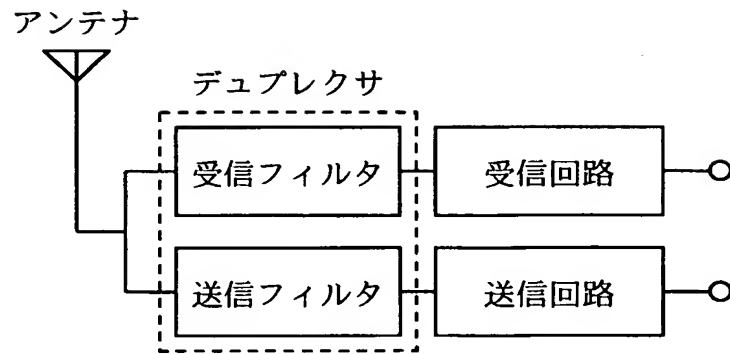 アンテナ
デュプレクサ
受信フィルタ
受信回路
送信フィルタ
送信回路